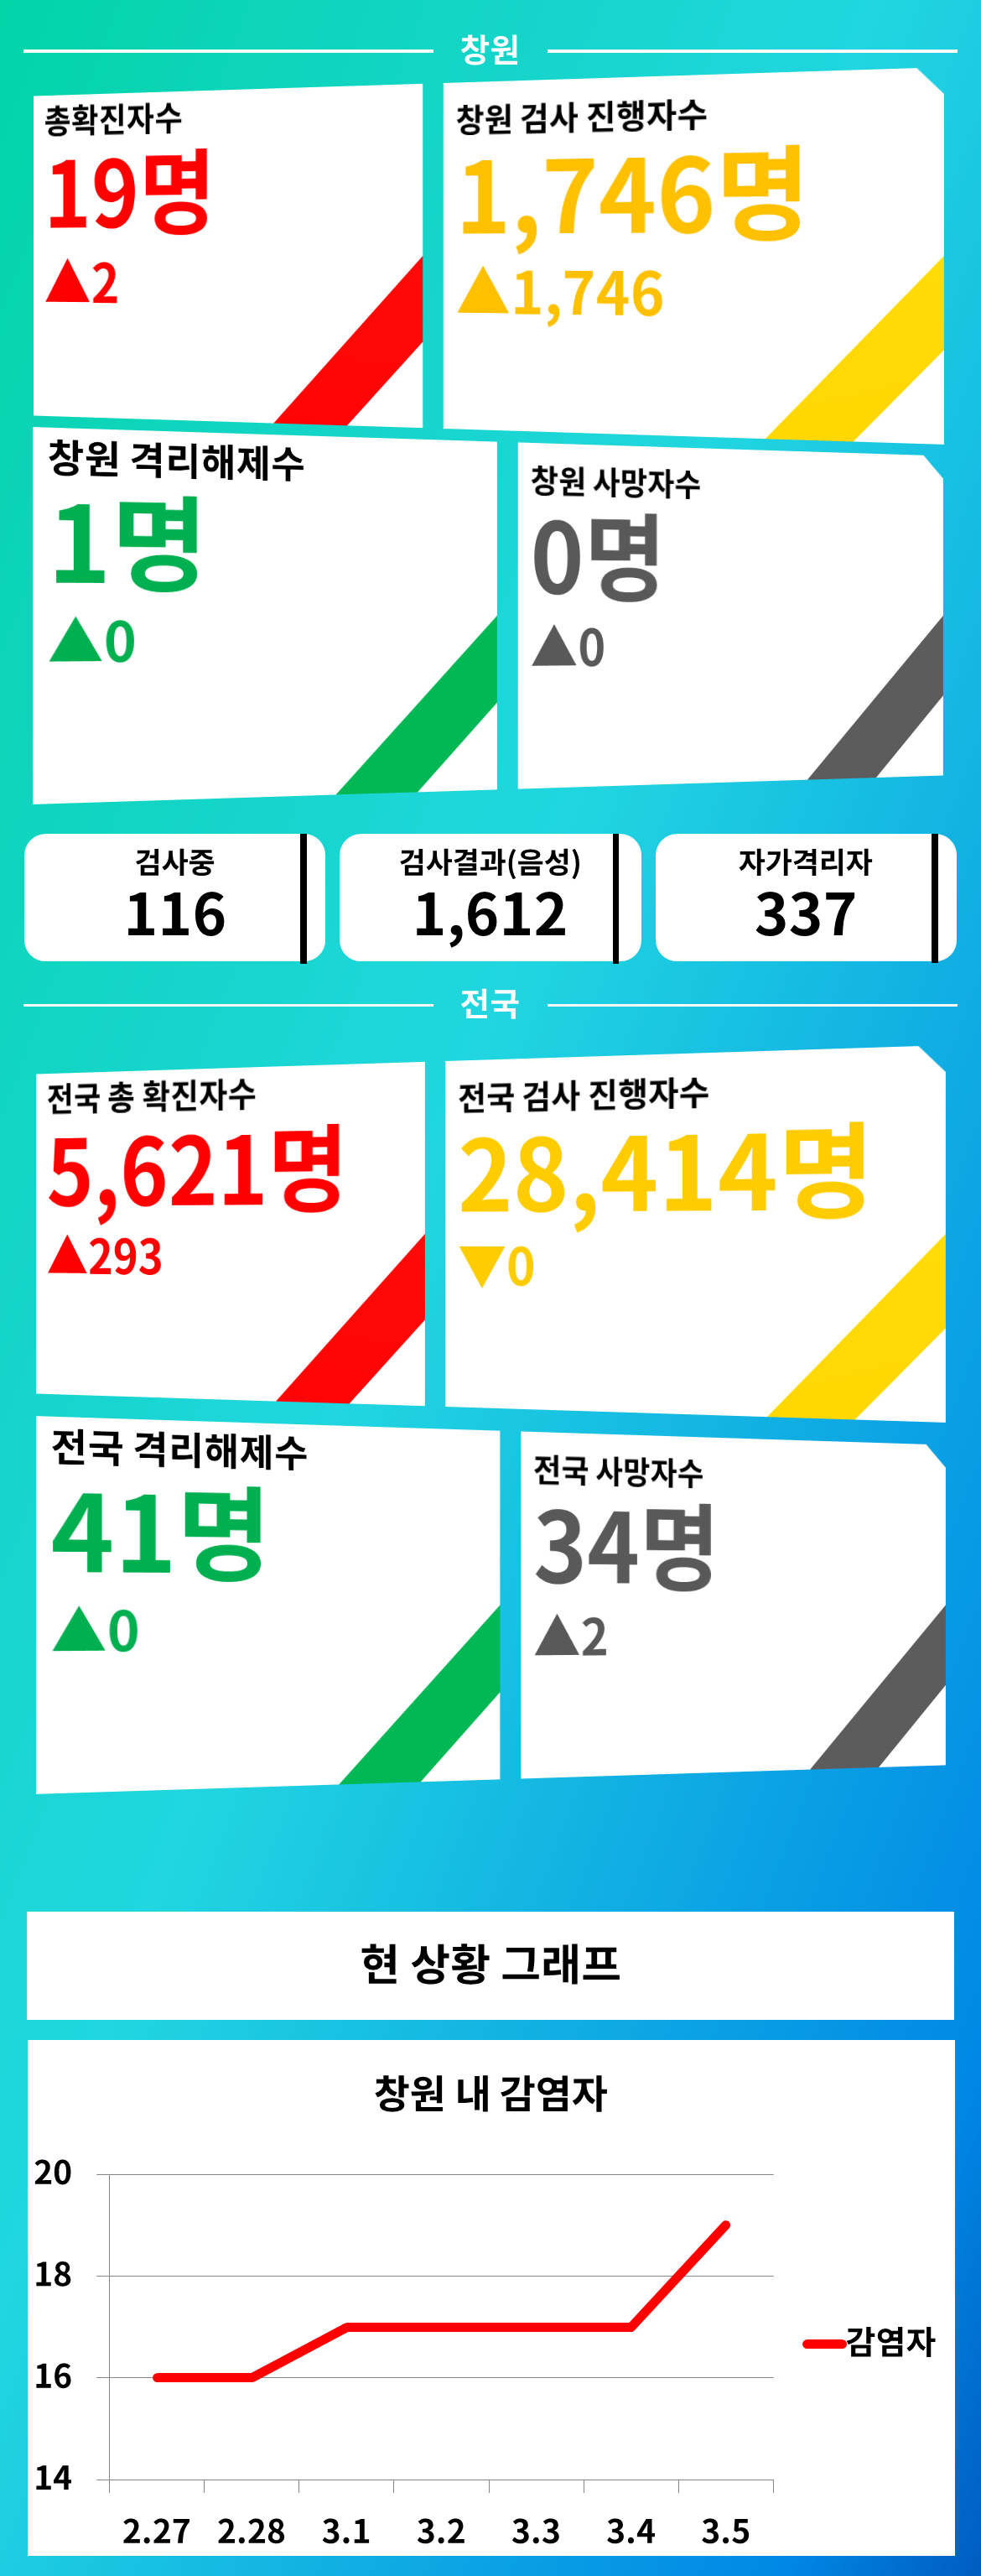 창원
총확진자수
19명
▲2
창원 검사 진행자수
1,746명
▲1,746
창원 격리해제수
1명
▲0
창원 사망자수
0명
▲0
검사중
116
검사결과(음성)
1,612
자가격리자
337
전국
전국 총 확진자수
5,621명
▲293
전국 검사 진행자수
28,414명
▼0
전국 격리해제수
41명
▲0
전국 사망자수
34명
▲2
현 상황 그래프
창원 내 감염자
20
18
16
14
감염자
2.27 2.28 3.1 3.2 3.3 3.4 3.5